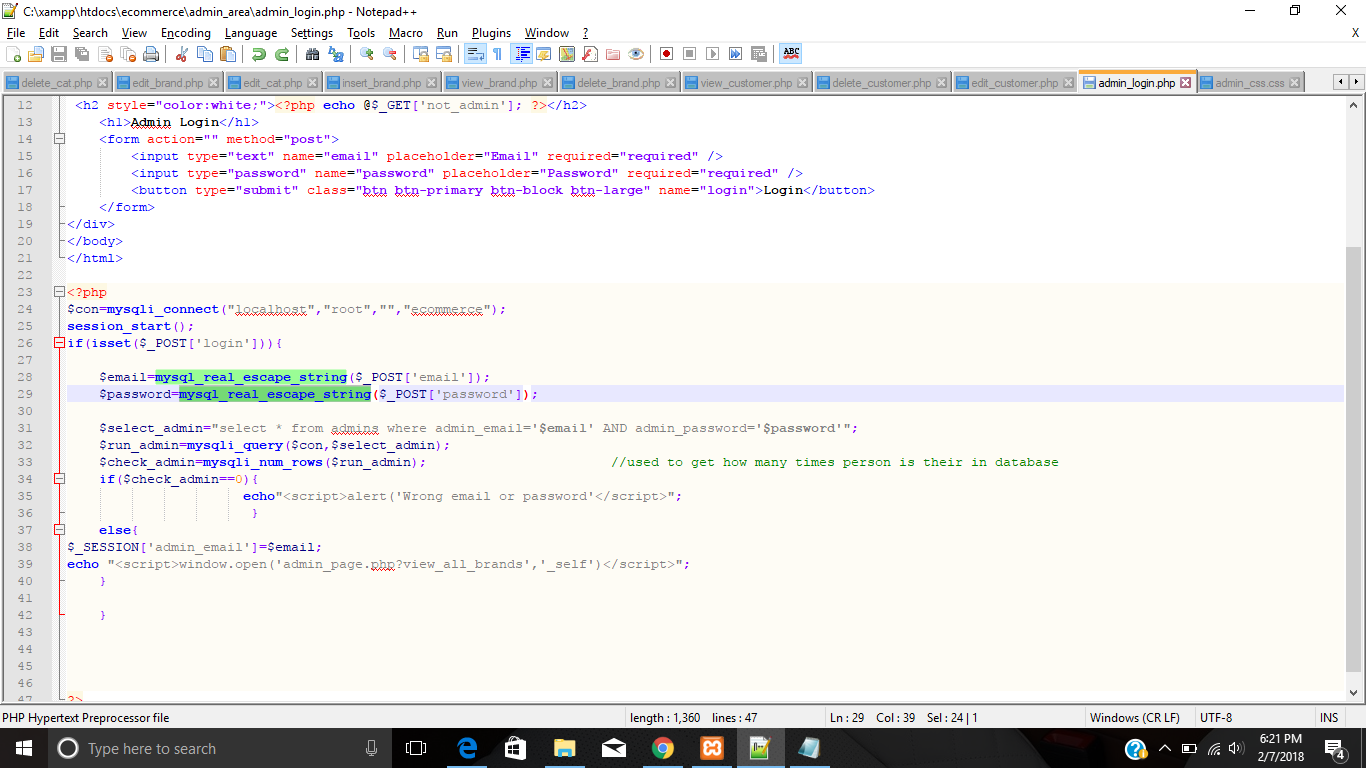 C:\xampp\htdocs\ecommerce\admin_area\admin_login.php - Notepad++
File Edit Search View Encoding Language Settings Tools Macro Run Plugins Window ? X
delete_cat.php edit_brand.php edit_cat.php insert_brand.php view_brand.php delete_brand.php view_customer.php delete_customer.php edit_customer.php admin_login.php admin_css.css
12 <h2 style="color:white;"><?php echo @$_GET['not_admin']; ?></h2>
13 <h1>Admin Login</h1>
14 <form action="" method="post">
15 <input type="text" name="email" placeholder="Email" required="required" />
16 <input type="password" name="password" placeholder="Password" required="required" />
17 <button type="submit" class="btn btn-primary btn-block btn-large" name="login">Login</button>
18 </form>
19 </div>
20 </body>
21 </html>
22
23 <?php
24 $con=mysqli_connect("localhost","root","","ecommerce");
25 session_start();
26 if(isset($_POST['login'])){
27
28 $email=mysql_real_escape_string($_POST['email']);
29 $password=mysql_real_escape_string($_POST['password']);
30
31 $select_admin="select * from admins where admin_email='$email' AND admin_password='$password'";
32 $run_admin=mysqli_query($con,$select_admin);
33 $check_admin=mysqli_num_rows($run_admin); //used to get how many times person is their in database
34 if($check_admin==0){
35 echo"<script>alert('Wrong email or password'</script>";
36 }
37 else{
38 $_SESSION['admin_email']=$email;
39 echo "<script>window.open('admin_page.php?view_all_brands','_self')</script>";
40 }
41
42 }
43
44
45
46
47 ?>
PHP Hypertext Preprocessor file length : 1,360 lines : 47 Ln : 29 Col : 39 Sel : 24 | 1 Windows (CR LF) UTF-8 INS
Type here to search
6:21 PM
2/7/2018
4